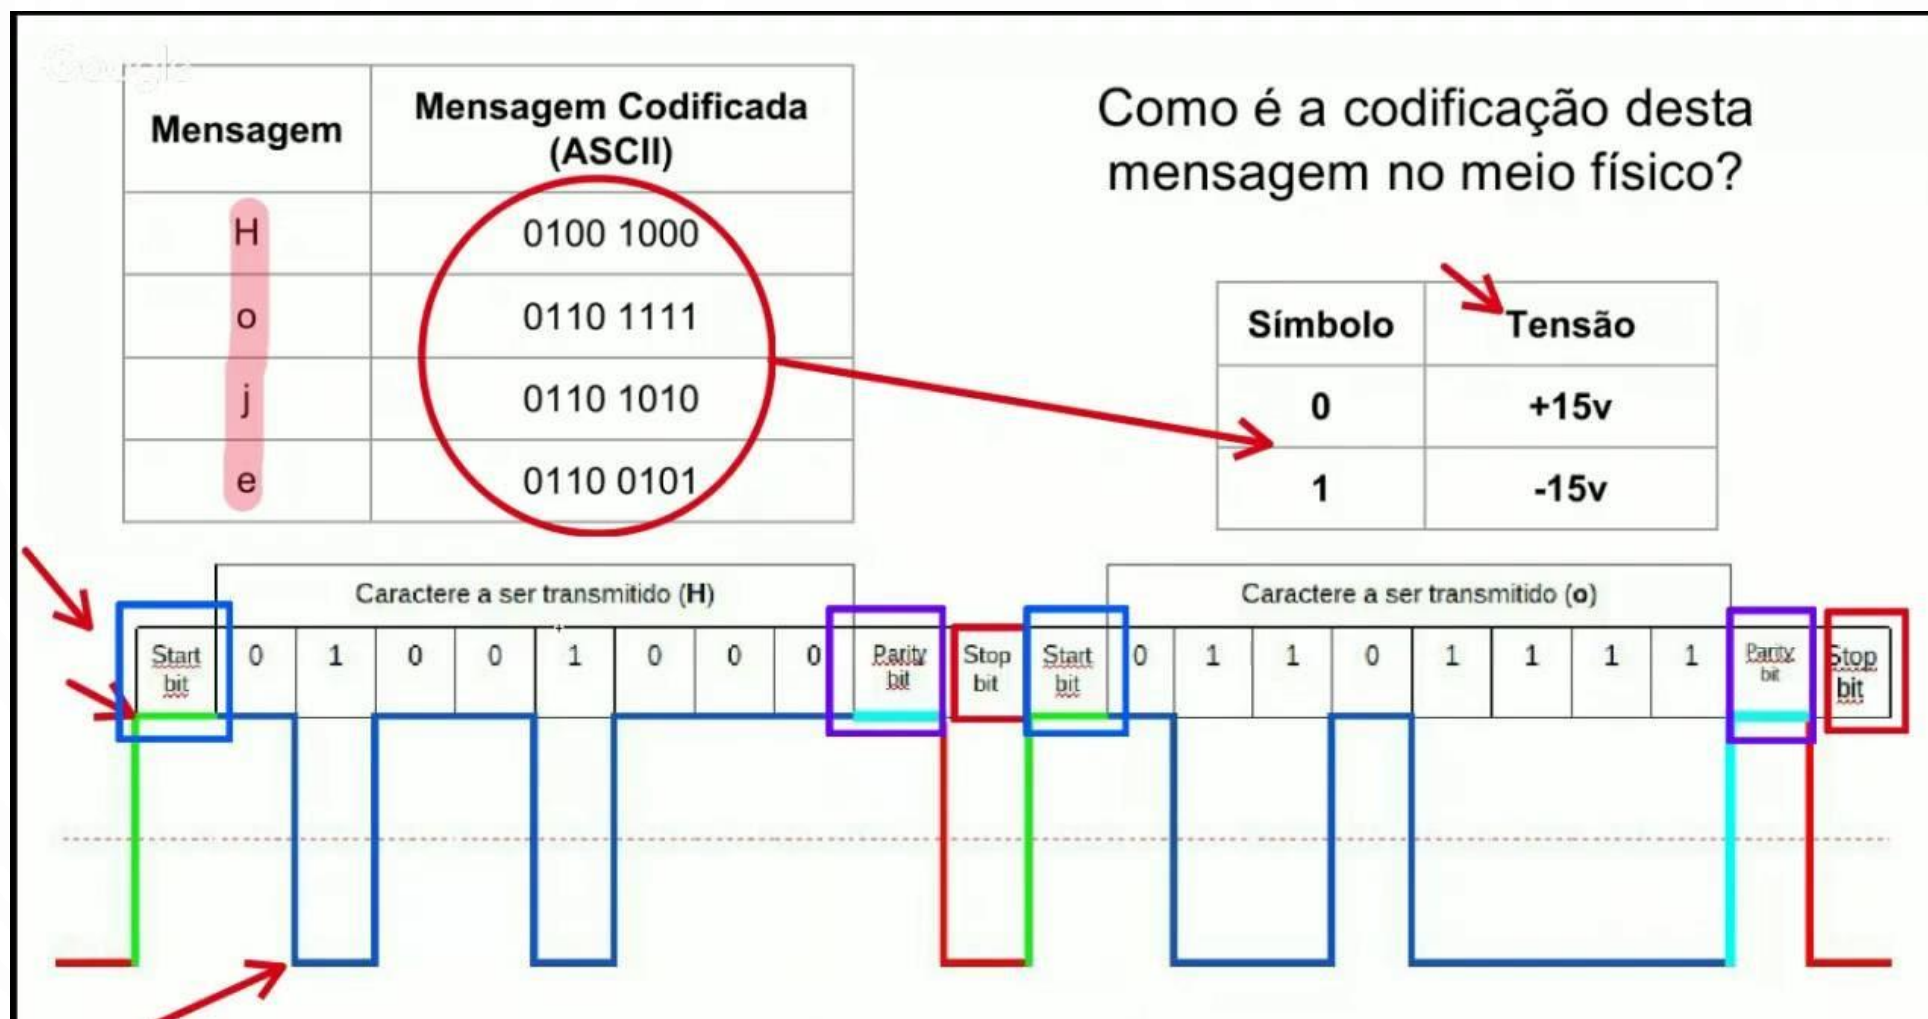 Google
Mensagem
Mensagem Codificada
(ASCII)
H
0100 1000
o
0110 1111
j
0110 1010
e
0110 0101
Como é a codificação desta
mensagem no meio físico?
Símbolo
Tensão
0
+15v
1
-15v
Caractere a ser transmitido (H)
Caractere a ser transmitido (o)
Start
bit
0
1
0
0
1
0
0
0
Parity
bit
Stop
bit
Start
bit
0
1
1
0
1
1
1
1
Parity
bit
Stop
bit